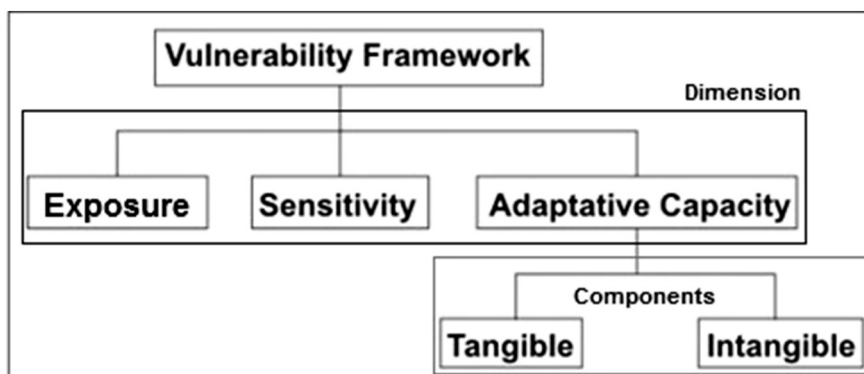 Vulnerability Framework
Dimension
Exposure
Sensitivity
Adaptative Capacity
Components
Tangible
Intangible